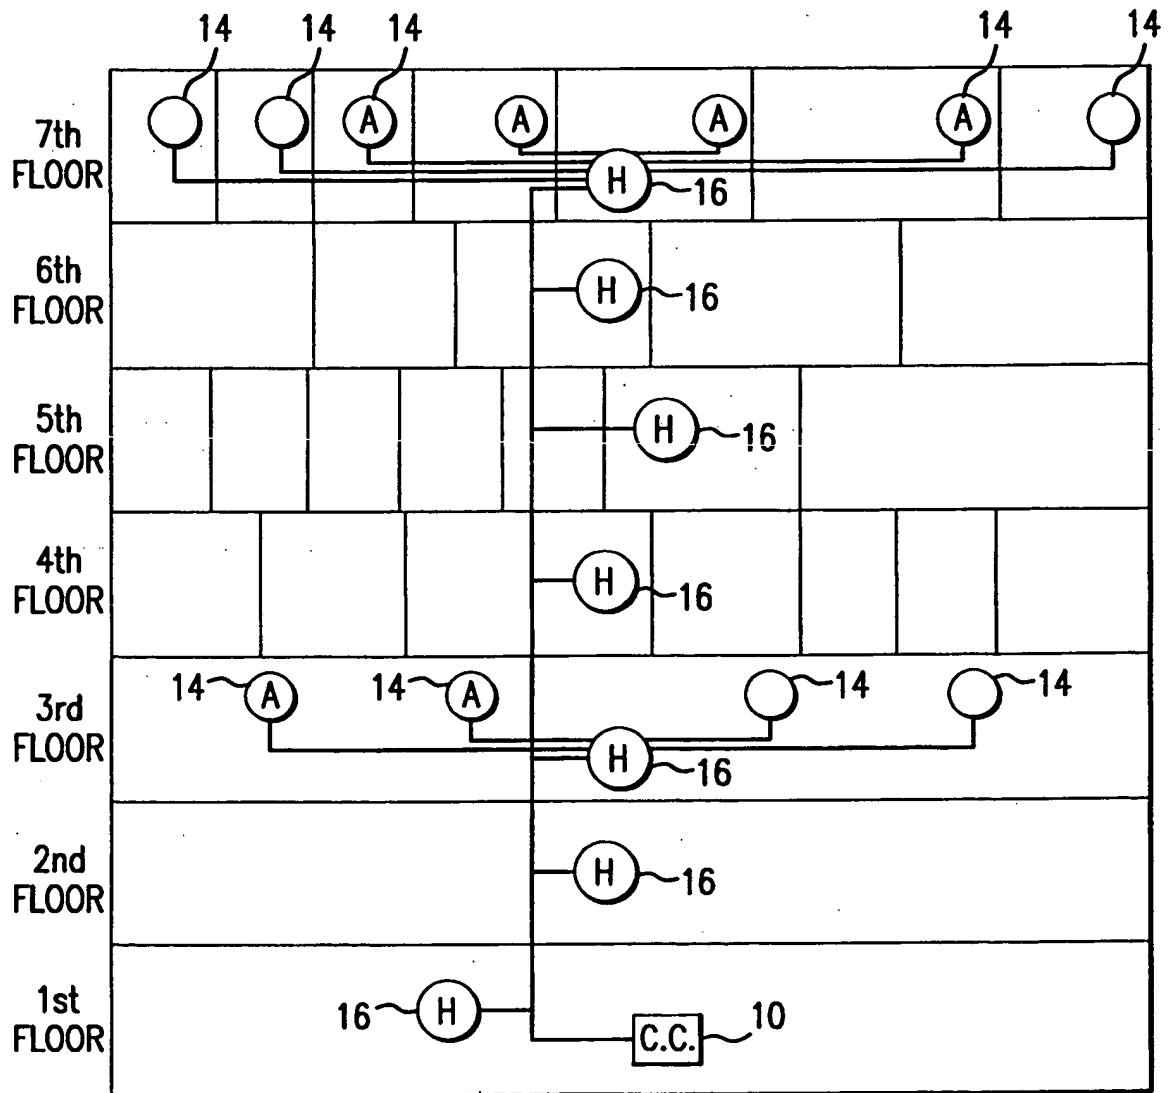 14 14 14 14 14
7th FLOOR
A A A A
H 16
6th FLOOR
H 16
5th FLOOR
H 16
4th FLOOR
H 16
3rd FLOOR
14 A 14 A 14 14
H 16
2nd FLOOR
H 16
1st FLOOR
16 H
C.C. 10